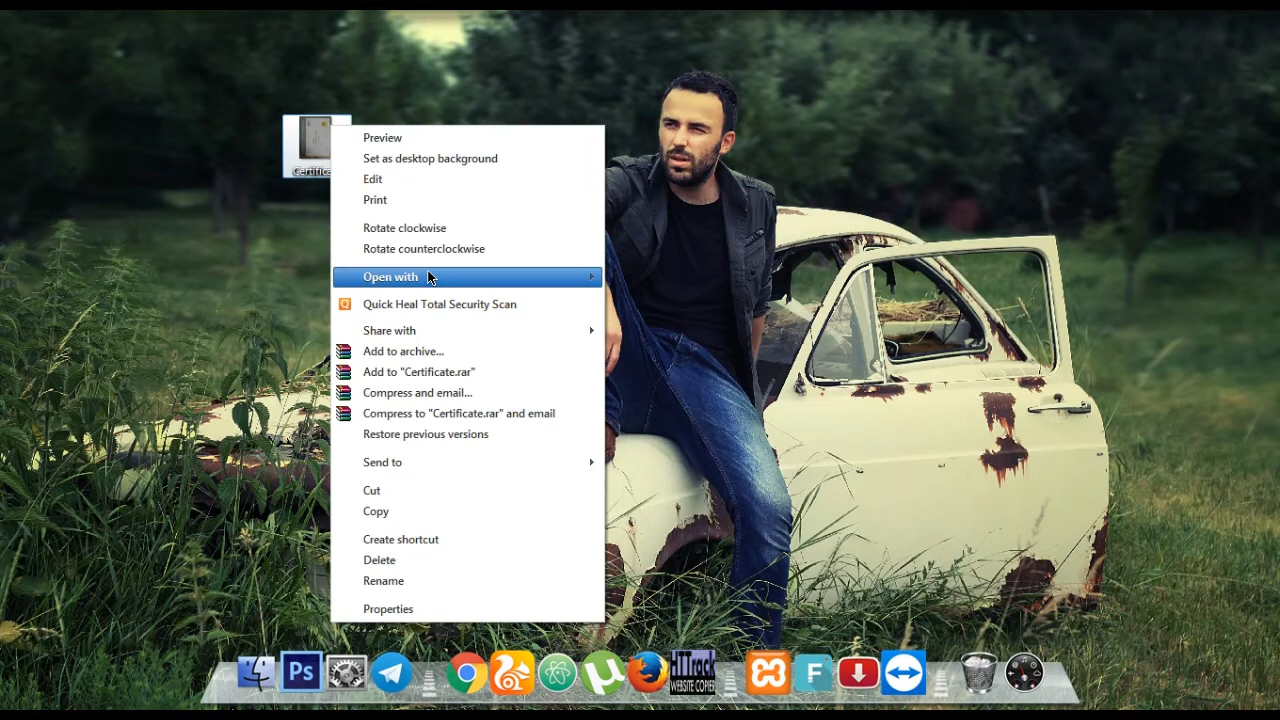 Certifica
Preview
Set as desktop background
Edit
Print
Rotate clockwise
Rotate counterclockwise
Open with
Quick Heal Total Security Scan
Share with
Add to archive...
Add to "Certificate.rar"
Compress and email...
Compress to "Certificate.rar" and email
Restore previous versions
Send to
Cut
Copy
Create shortcut
Delete
Rename
Properties
Ps
HTTrack
WEBSITE COPIER
F